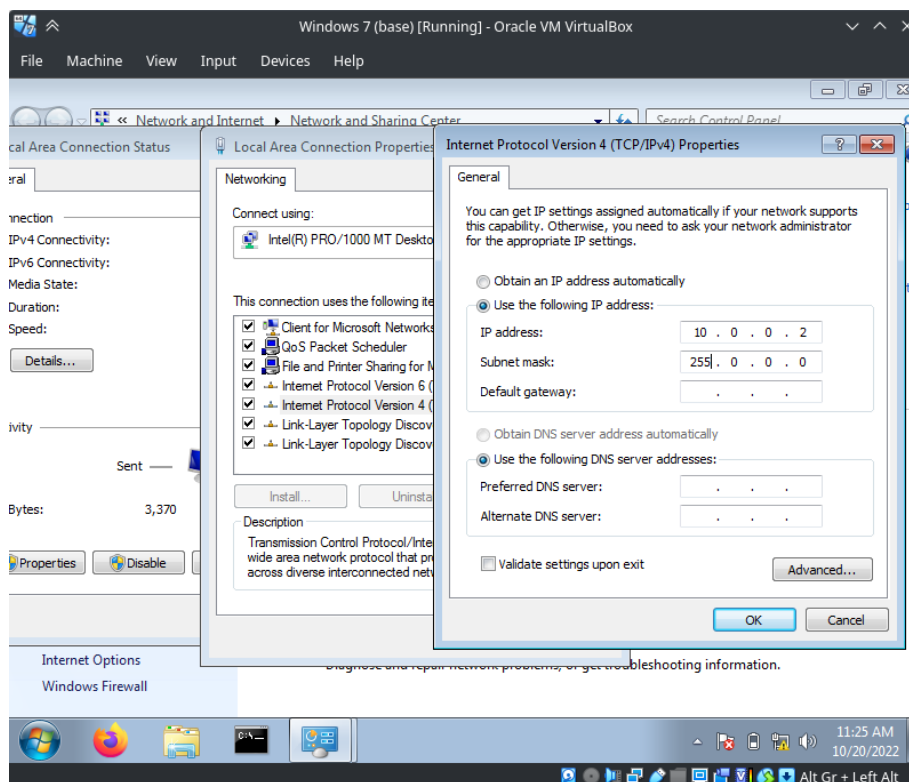 Windows 7 (base) [Running] - Oracle VM VirtualBox
File Machine View Input Devices Help
« Network and Internet Network and Sharing Center
Search Control Panel
cal Area Connection Status
eral
nnection
IPv4 Connectivity:
IPv6 Connectivity:
Media State:
Duration:
Speed:
Details...
ivity
Sent
Bytes: 3,370
Properties
Disable
Internet Options
Windows Firewall
Local Area Connection Properties
Networking
Connect using:
Intel(R) PRO/1000 MT Deskto
This connection uses the following ite
Client for Microsoft Networks
QoS Packet Scheduler
File and Printer Sharing for M
Internet Protocol Version 6 (
Internet Protocol Version 4 (
Link-Layer Topology Discov
Link-Layer Topology Discov
Install...
Uninsta
Description
Transmission Control Protocol/Inte
wide area network protocol that pr
across diverse interconnected netw
Internet Protocol Version 4 (TCP/IPv4) Properties
General
You can get IP settings assigned automatically if your network supports
this capability. Otherwise, you need to ask your network administrator
for the appropriate IP settings.
Obtain an IP address automatically
Use the following IP address:
IP address: 10 . 0 . 0 . 2
Subnet mask: 255 . 0 . 0 . 0
Default gateway: . . .
Obtain DNS server address automatically
Use the following DNS server addresses:
Preferred DNS server: . . .
Alternate DNS server: . . .
Validate settings upon exit
Advanced...
OK
Cancel
Diagnose and repair network problems, or get troubleshooting information.
C:\_
11:25 AM
10/20/2022
Alt Gr + Left Alt